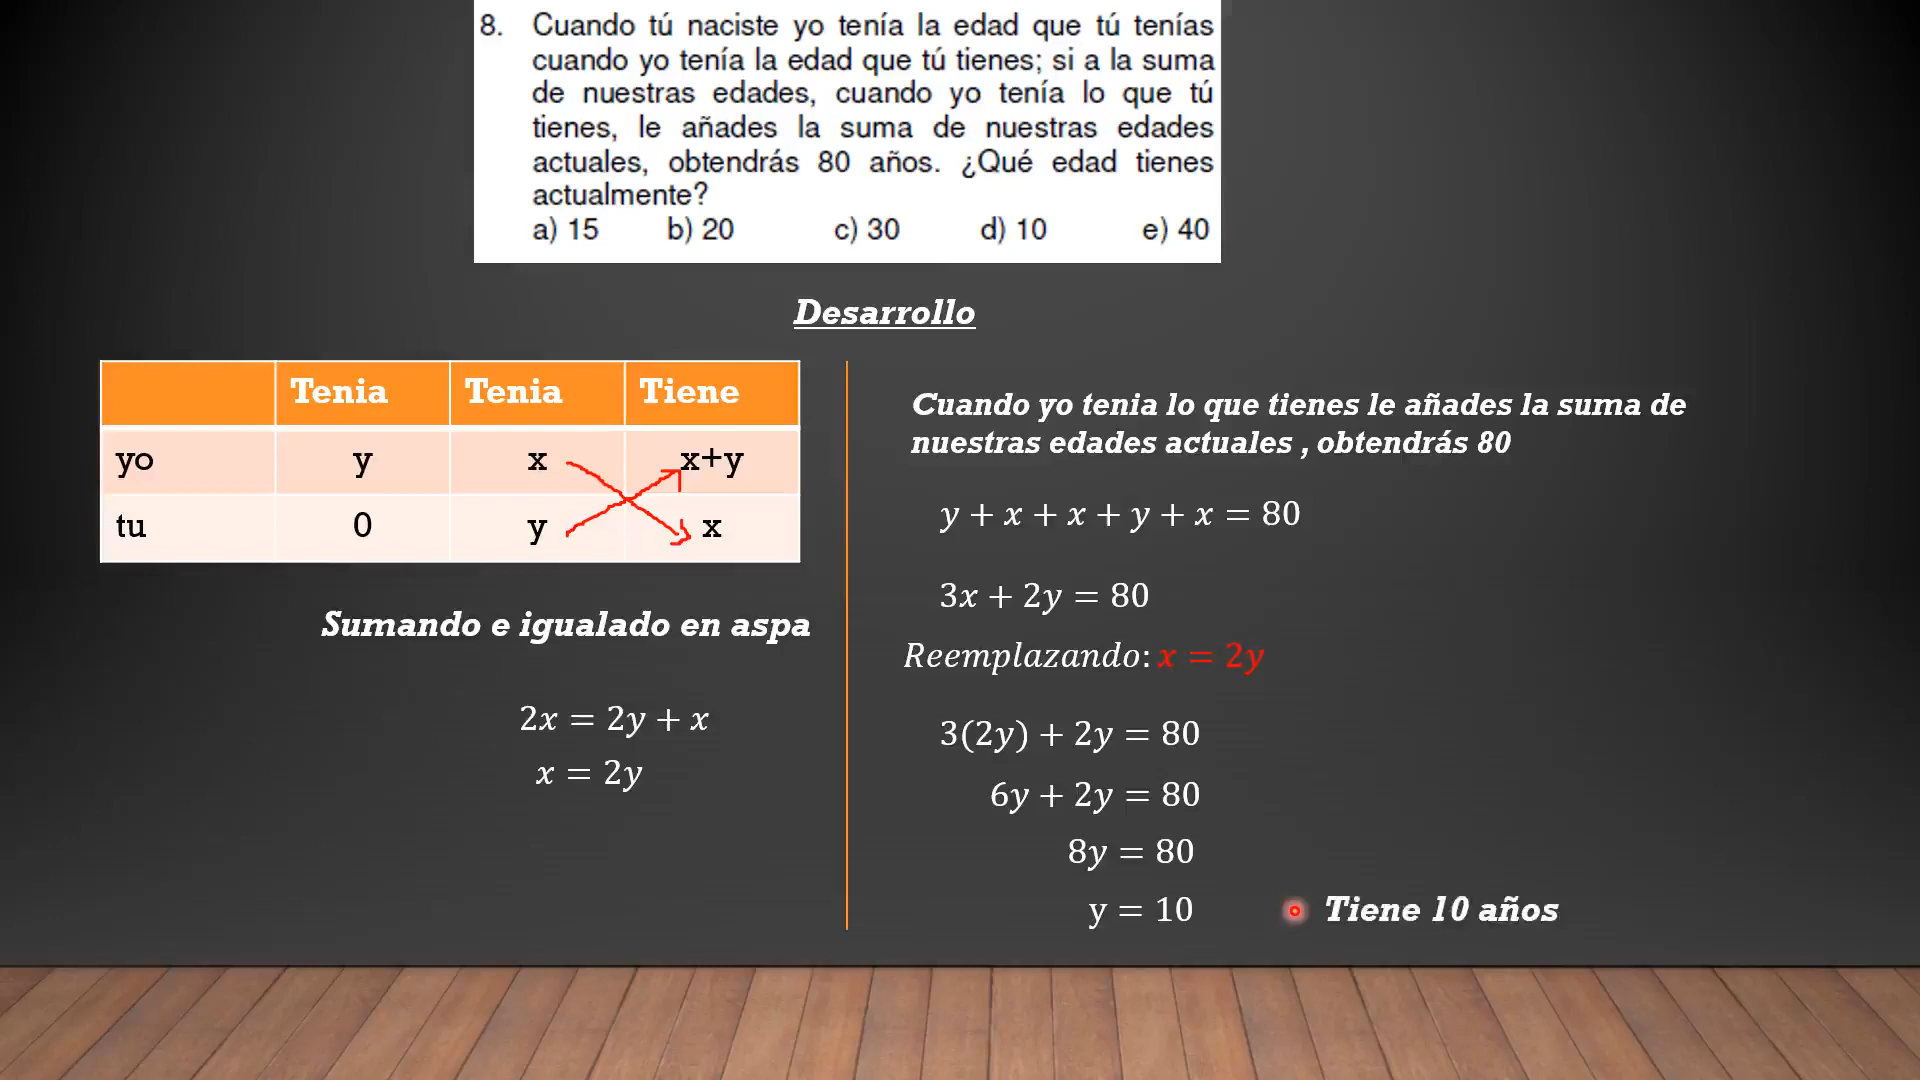 8. Cuando tú naciste yo tenía la edad que tú tenías
cuando yo tenía la edad que tú tienes; si a la suma
de nuestras edades, cuando yo tenía lo que tú
tienes, le añades la suma de nuestras edades
actuales, obtendrás 80 años. ¿Qué edad tienes
actualmente?
a) 15 b) 20 c) 30 d) 10 e) 40
Desarrollo
Tenia Tenia Tiene
yo y x x+y
tu 0 y x
Sumando e igualado en aspa
2x = 2y + x
x = 2y
Cuando yo tenia lo que tienes le añades la suma de
nuestras edades actuales , obtendrás 80
y + x + x + y + x = 80
3x + 2y = 80
Reemplazando: x = 2y
3(2y) + 2y = 80
6y + 2y = 80
8y = 80
y = 10 Tiene 10 años